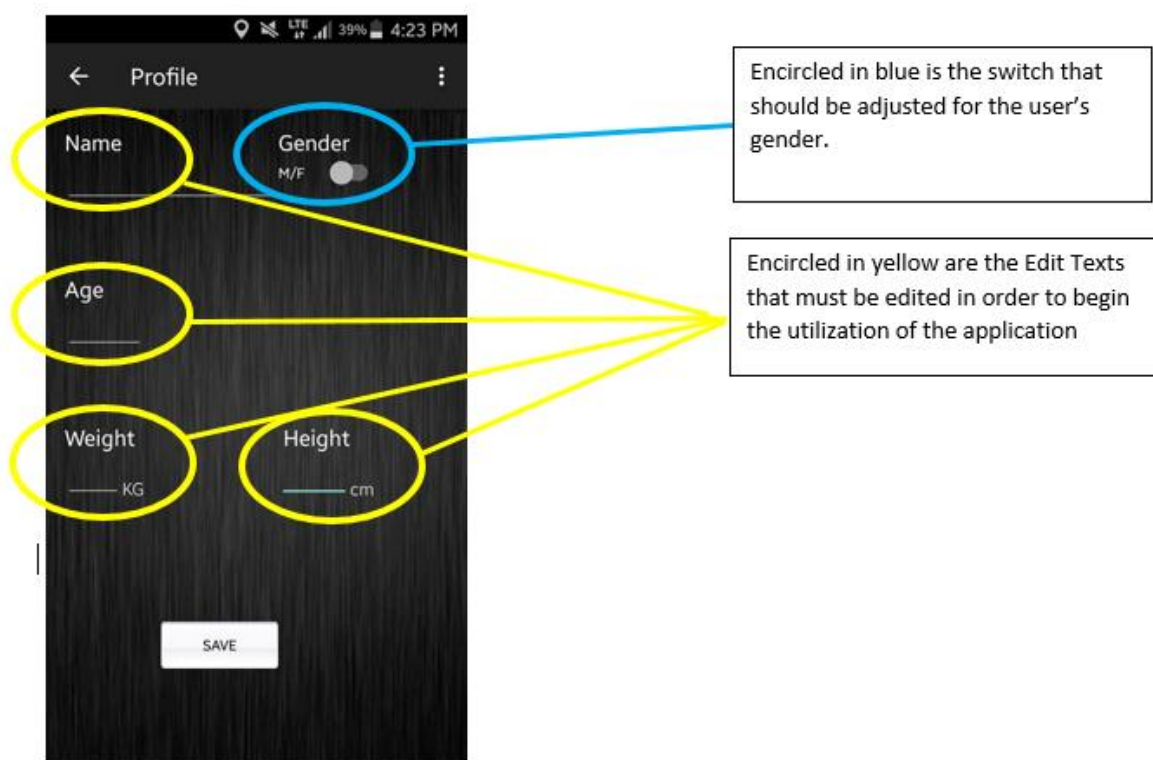 LTE 39% 4:23 PM
Profile
Name Gender
M/F
Age
Weight Height
KG cm
SAVE
Encircled in blue is the switch that
should be adjusted for the user’s
gender.
Encircled in yellow are the Edit Texts
that must be edited in order to begin
the utilization of the application